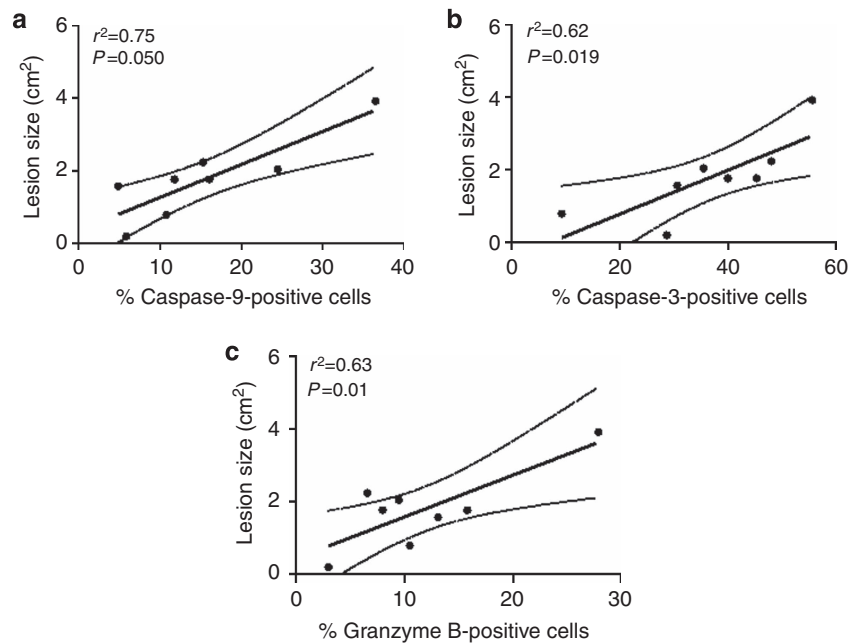 a
r²=0.75
P=0.050
Lesion size (cm²)
6
4
2
0
0 10 20 30 40
% Caspase-9-positive cells
b
r²=0.62
P=0.019
Lesion size (cm²)
6
4
2
0
0 20 40 60
% Caspase-3-positive cells
c
r²=0.63
P=0.01
Lesion size (cm²)
6
4
2
0
0 10 20 30
% Granzyme B-positive cells